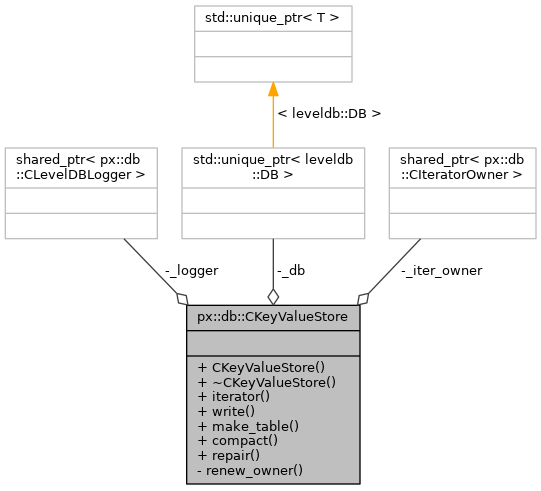 std::unique_ptr< T >
< leveldb::DB >
shared_ptr< px::db
::CLevelDBLogger >
std::unique_ptr< leveldb
::DB >
shared_ptr< px::db
::CIteratorOwner >
-_logger
-_db
-_iter_owner
px::db::CKeyValueStore
+ CKeyValueStore()
+ ~CKeyValueStore()
+ iterator()
+ write()
+ make_table()
+ compact()
+ repair()
- renew_owner()